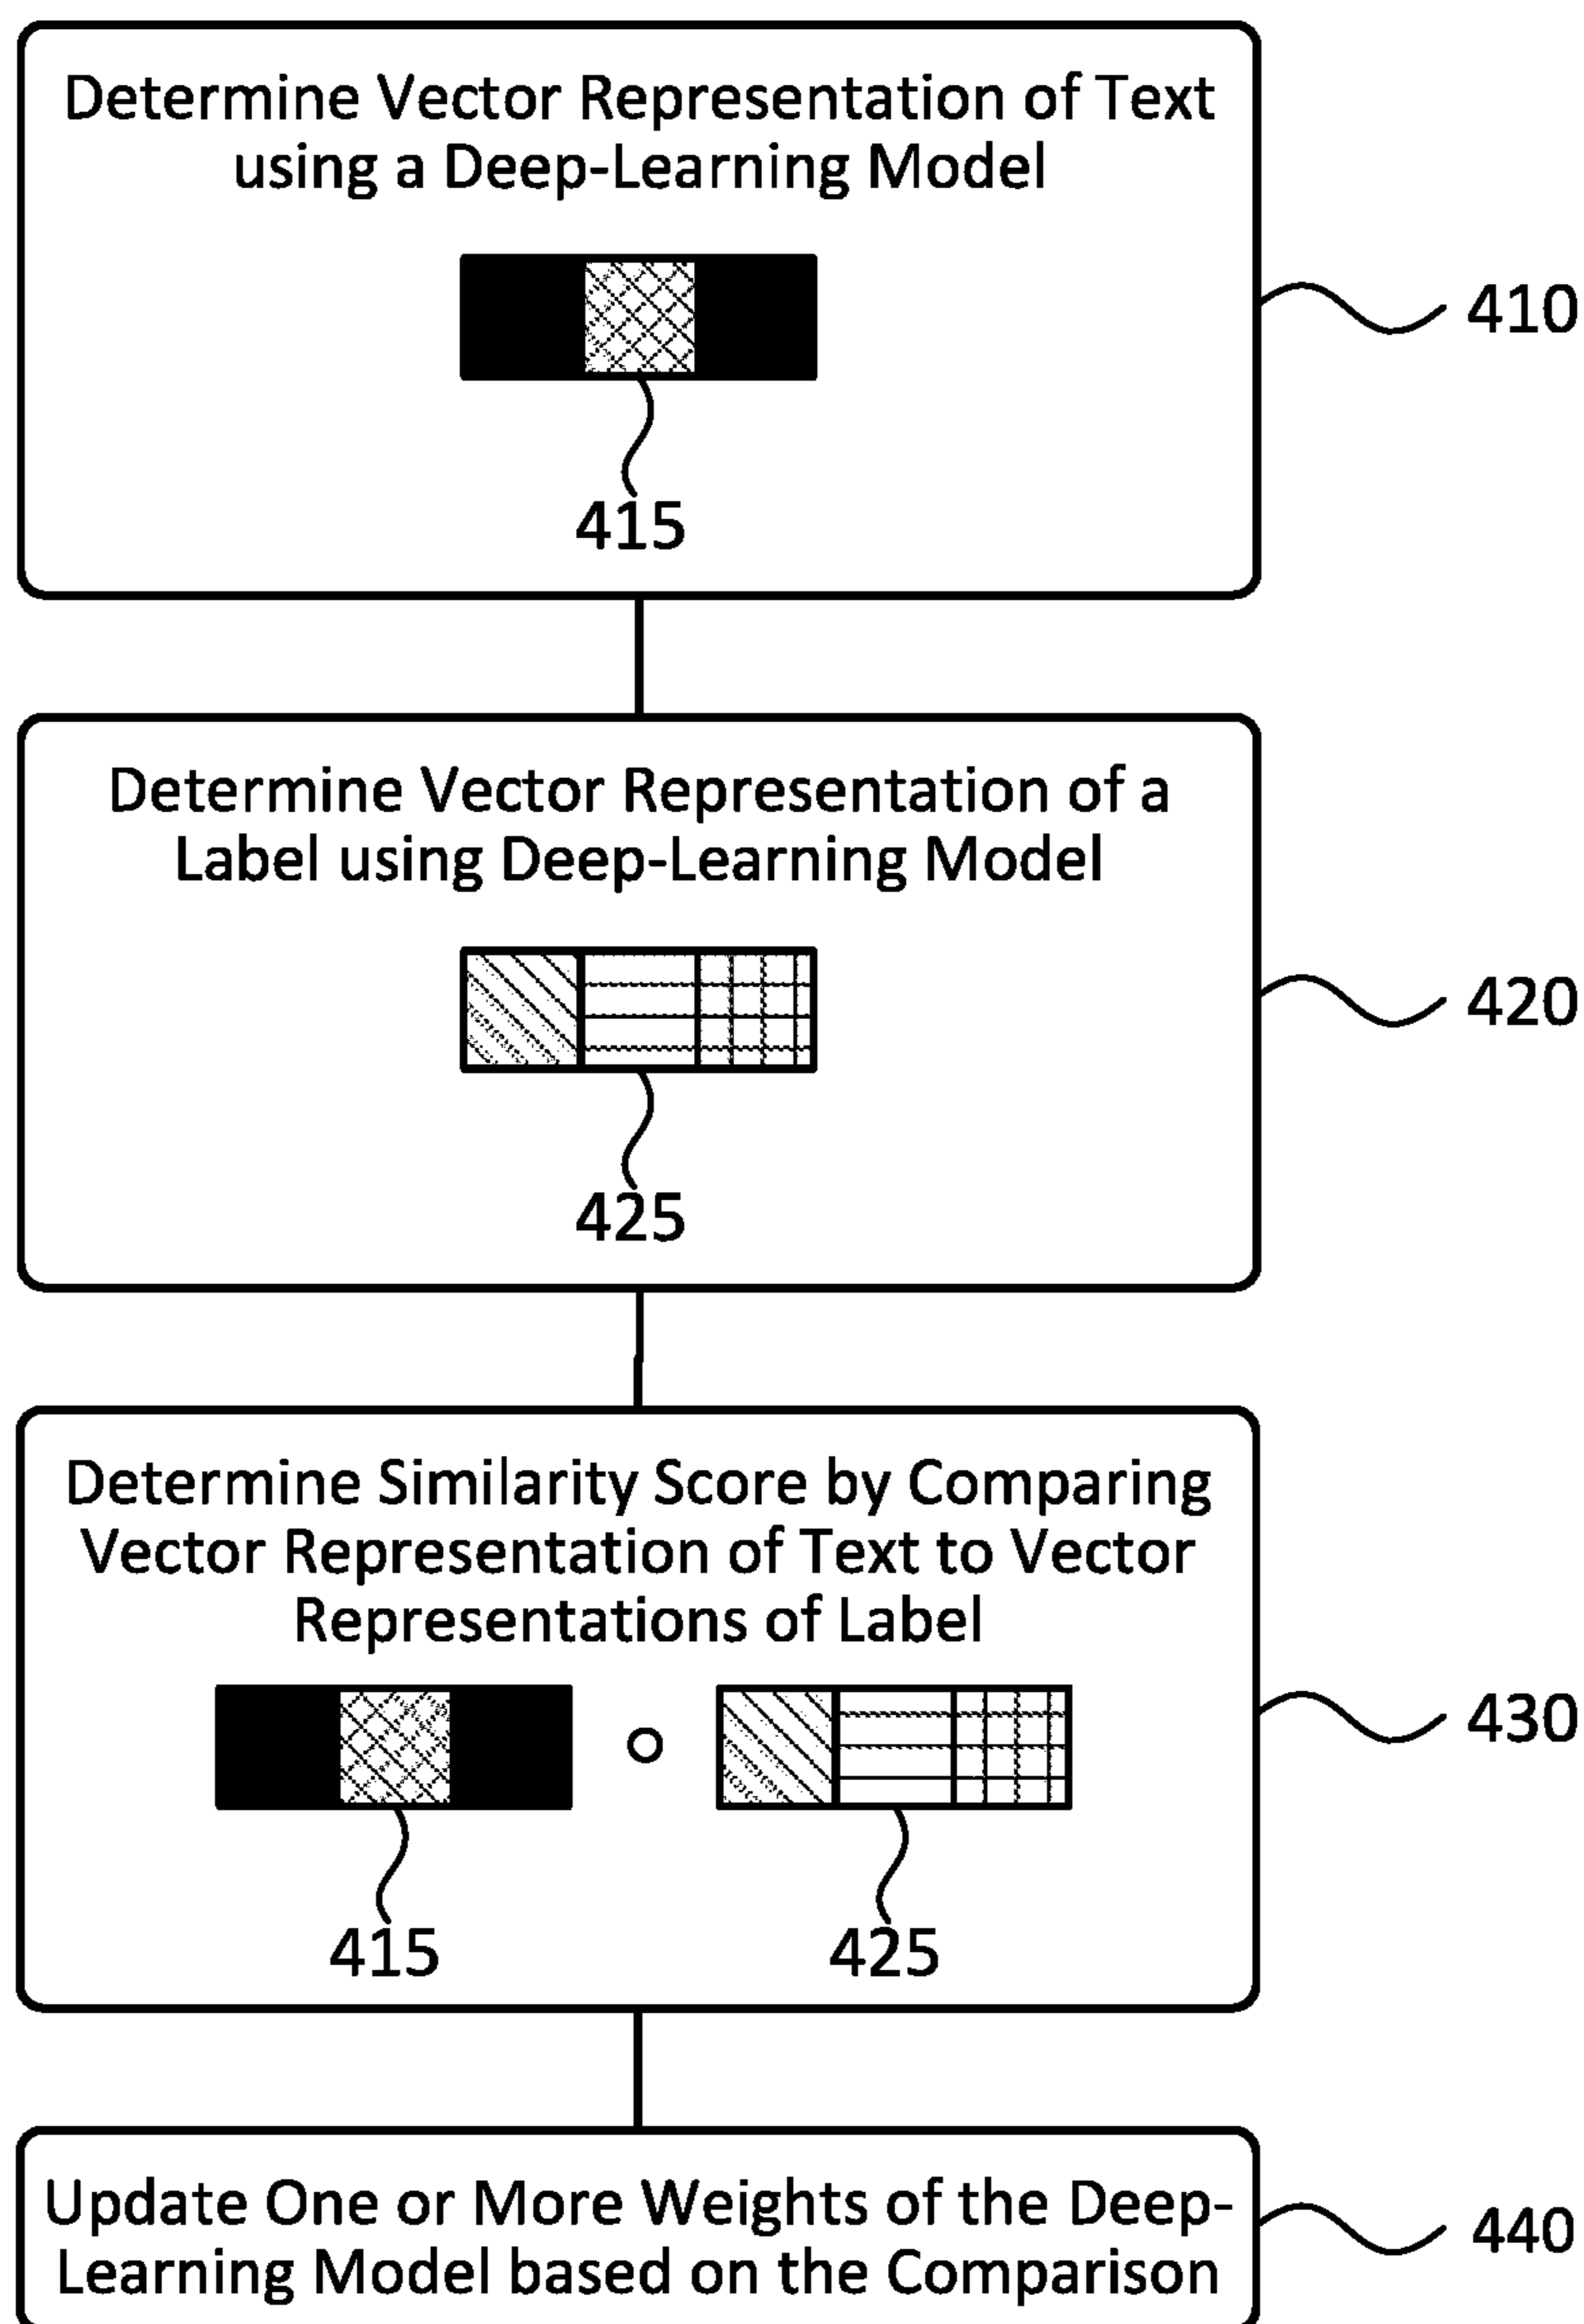 Determine Vector Representation of Text
using a Deep-Learning Model
410
415
Determine Vector Representation of a
Label using Deep-Learning Model
420
425
Determine Similarity Score by Comparing
Vector Representation of Text to Vector
Representations of Label
430
415
425
Update One or More Weights of the Deep-
Learning Model based on the Comparison
440